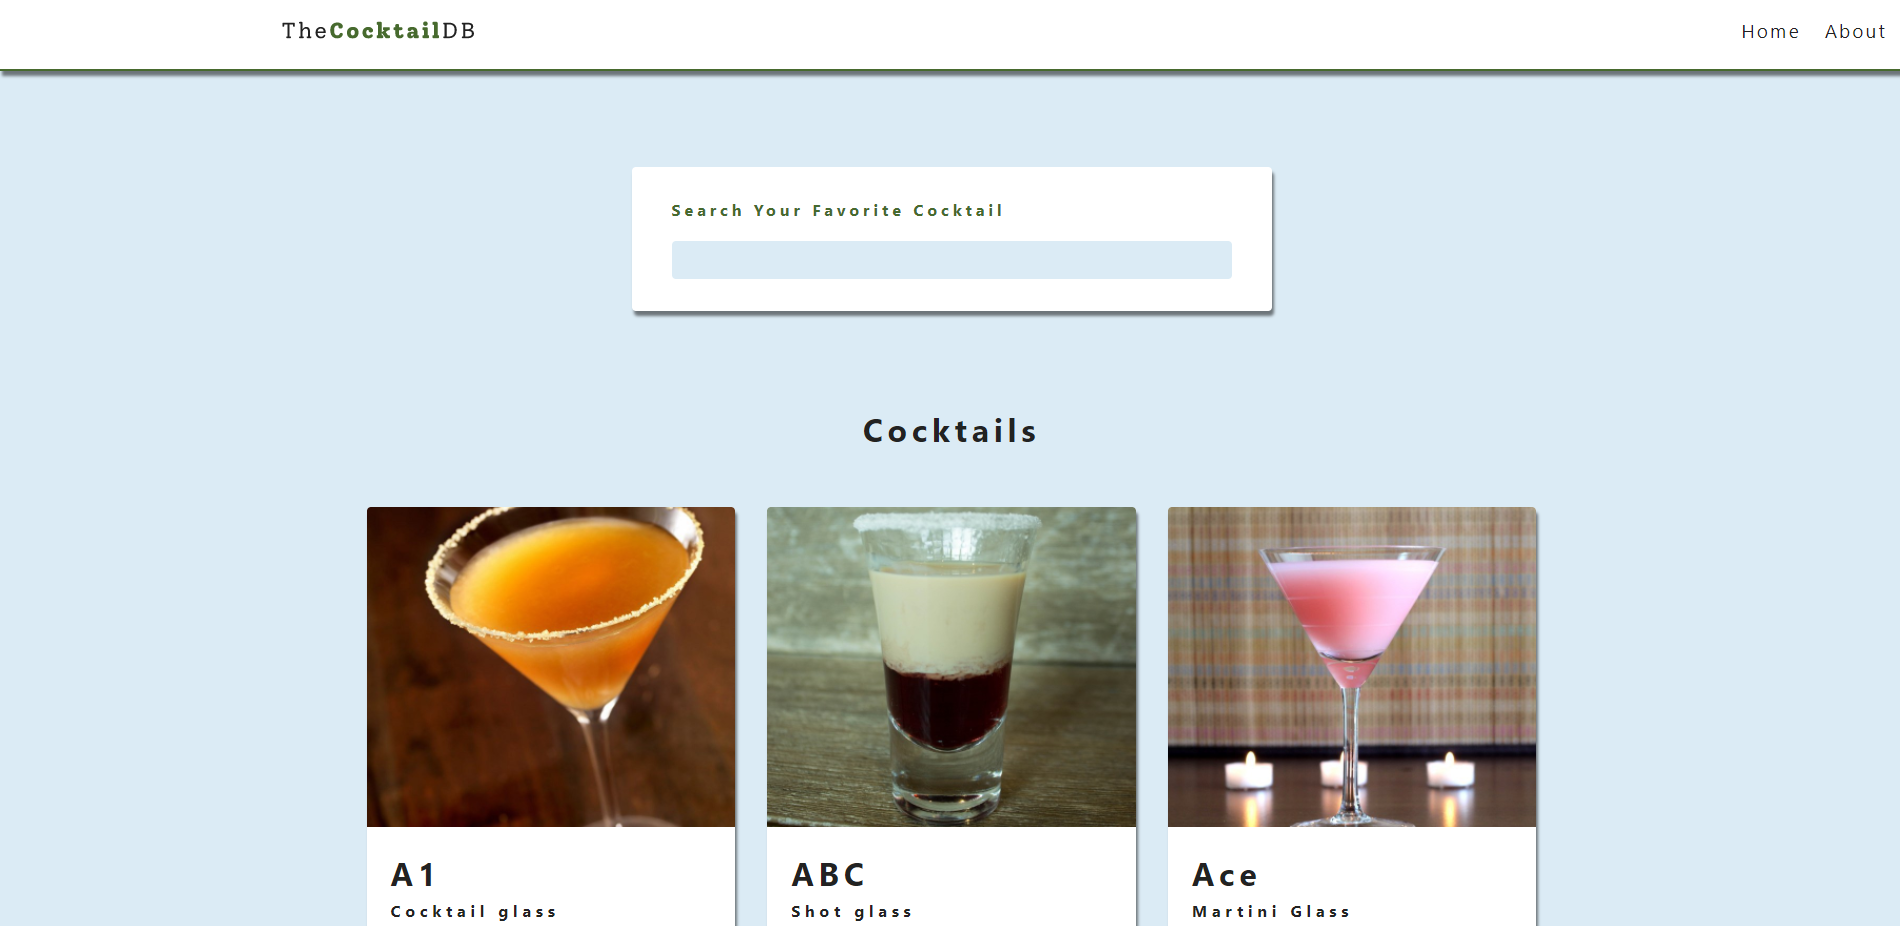 TheCocktailDB
Home About
Search Your Favorite Cocktail
Cocktails
A1
Cocktail glass
ABC
Shot glass
Ace
Martini Glass